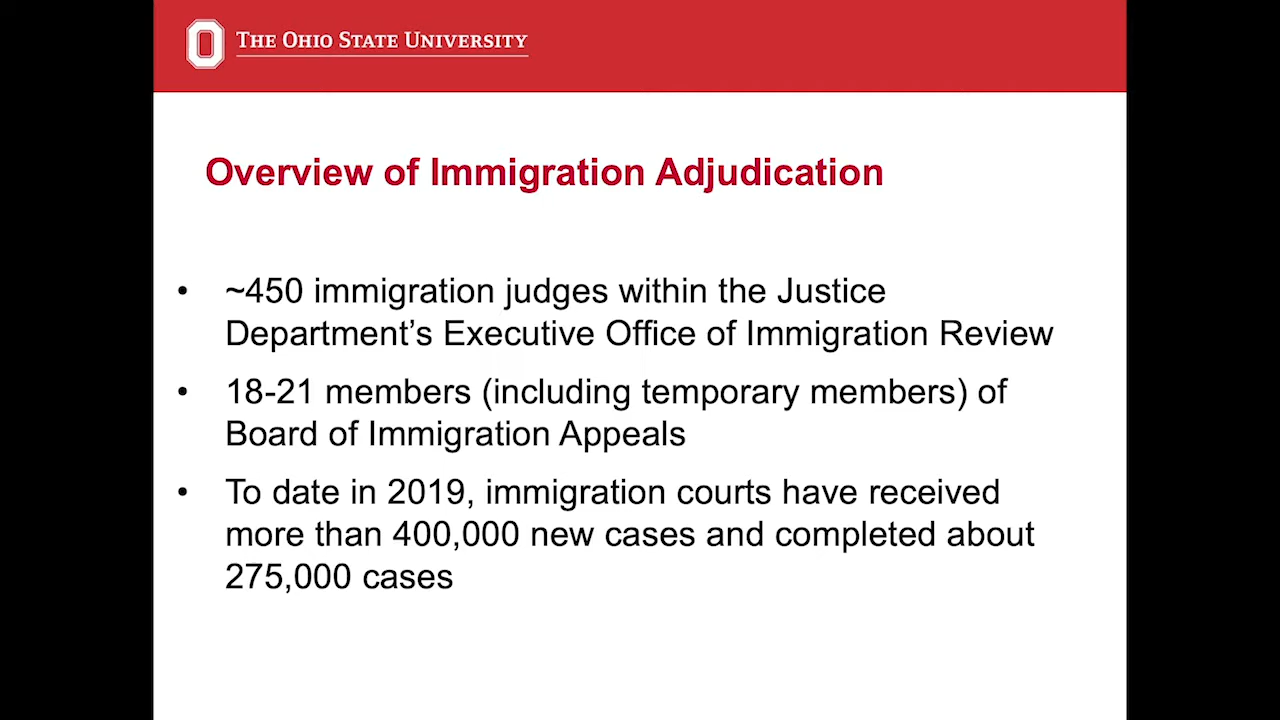 THE OHIO STATE UNIVERSITY
Overview of Immigration Adjudication
• ~450 immigration judges within the Justice
Department’s Executive Office of Immigration Review
• 18-21 members (including temporary members) of
Board of Immigration Appeals
• To date in 2019, immigration courts have received
more than 400,000 new cases and completed about
275,000 cases